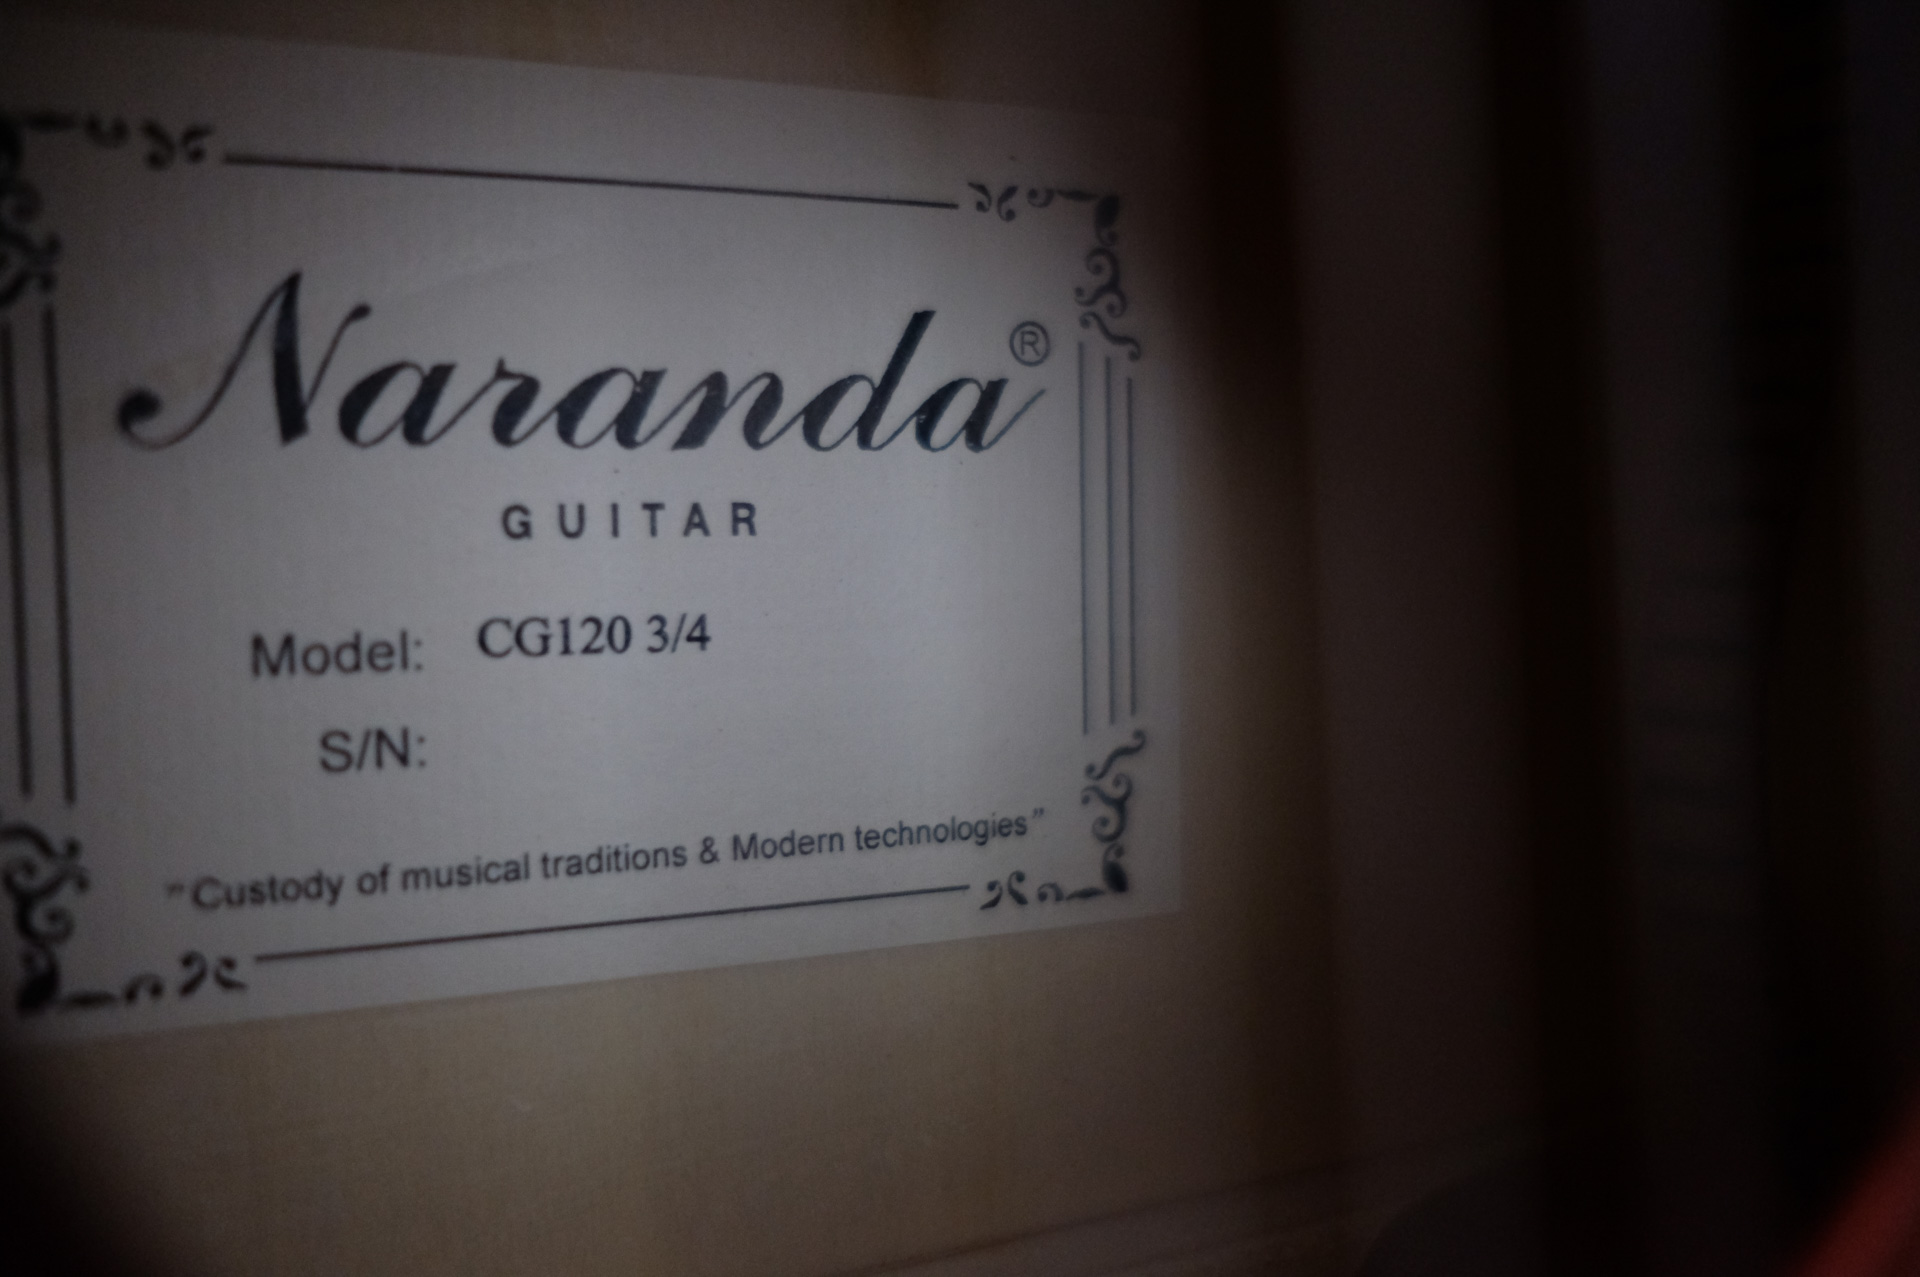 Naranda®
GUITAR
Model: CG120 3/4
S/N:
"Custody of musical traditions & Modern technologies"